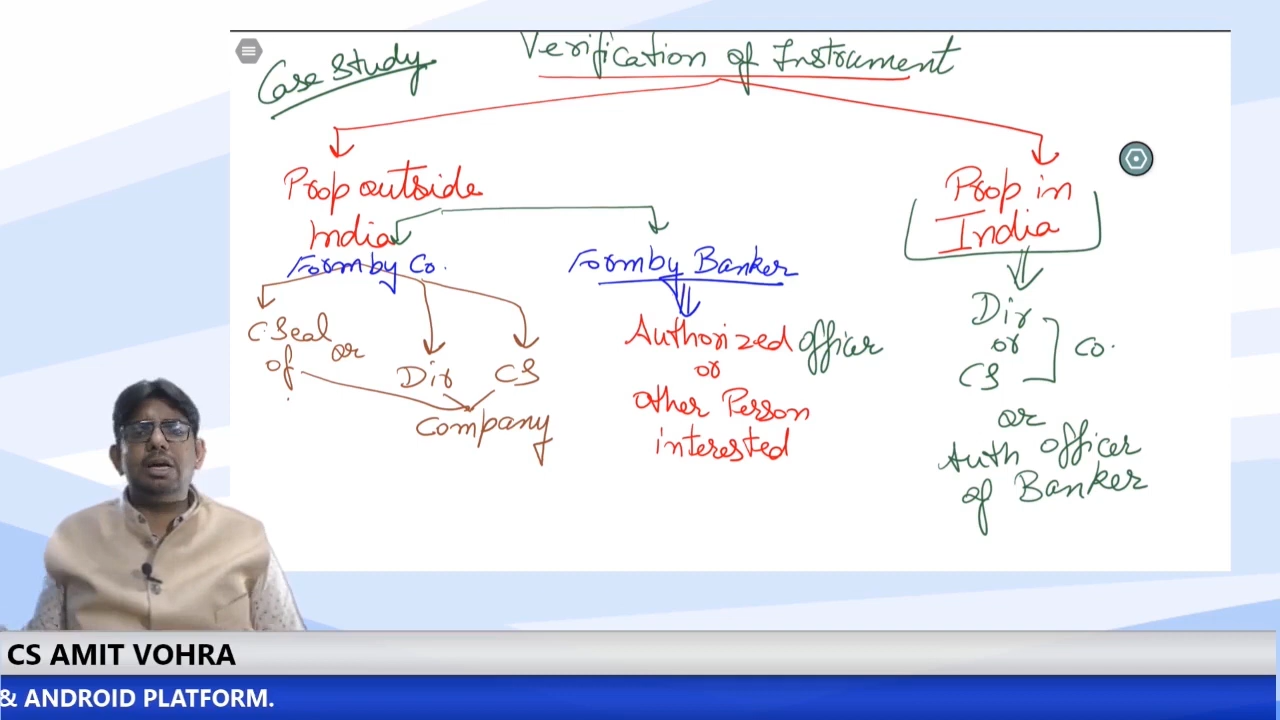 Case Study
Verification of Instrument
Prop outside
India
Form by Co.
C. Seal
or
of
Dir
CS
Company
Form by Banker
Authorized officer
or
Other Person
interested
Prop in
India
Dir
or
CS
Co.
or
Auth officer
of Banker
CS AMIT VOHRA
& ANDROID PLATFORM.